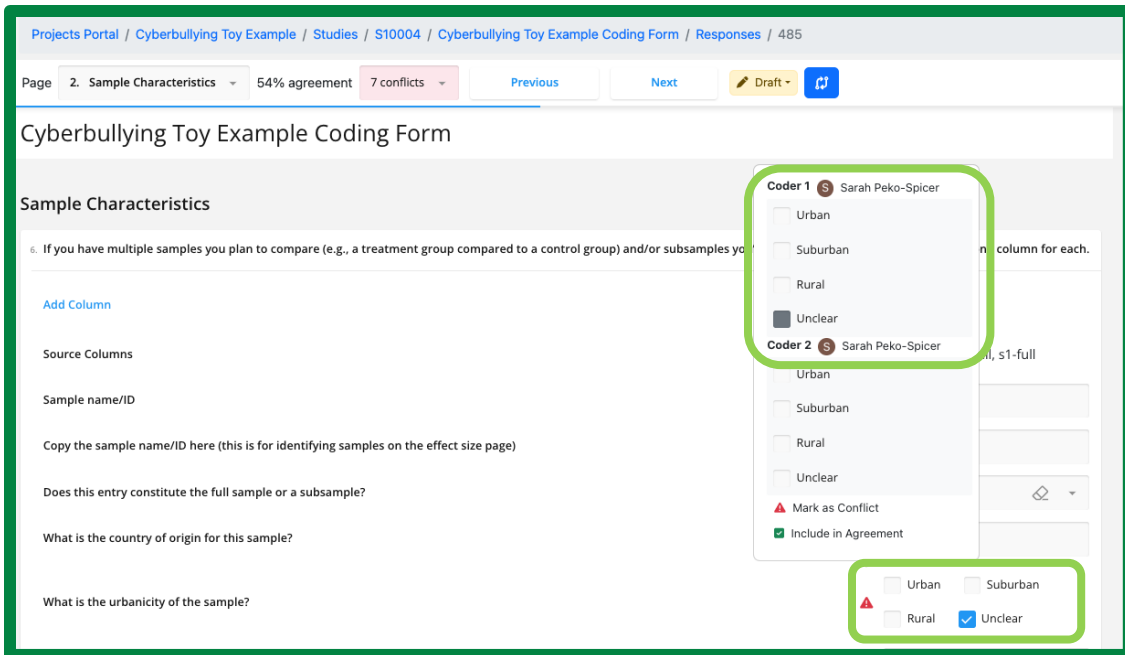 Projects Portal / Cyberbullying Toy Example / Studies / S10004 / Cyberbullying Toy Example Coding Form / Responses / 485
Page 2. Sample Characteristics 54% agreement 7 conflicts Previous Next Draft
Cyberbullying Toy Example Coding Form
Sample Characteristics
6. If you have multiple samples you plan to compare (e.g., a treatment group compared to a control group) and/or subsamples column for each.
Add Column
Source Columns
s1-full
Sample name/ID
Copy the sample name/ID here (this is for identifying samples on the effect size page)
Does this entry constitute the full sample or a subsample?
What is the country of origin for this sample?
What is the urbanicity of the sample?
Coder 1 S Sarah Peko-Spicer
Urban
Suburban
Rural
Unclear
Coder 2 S Sarah Peko-Spicer
Urban
Suburban
Rural
Unclear
Mark as Conflict
Include in Agreement
Urban Suburban
Rural Unclear